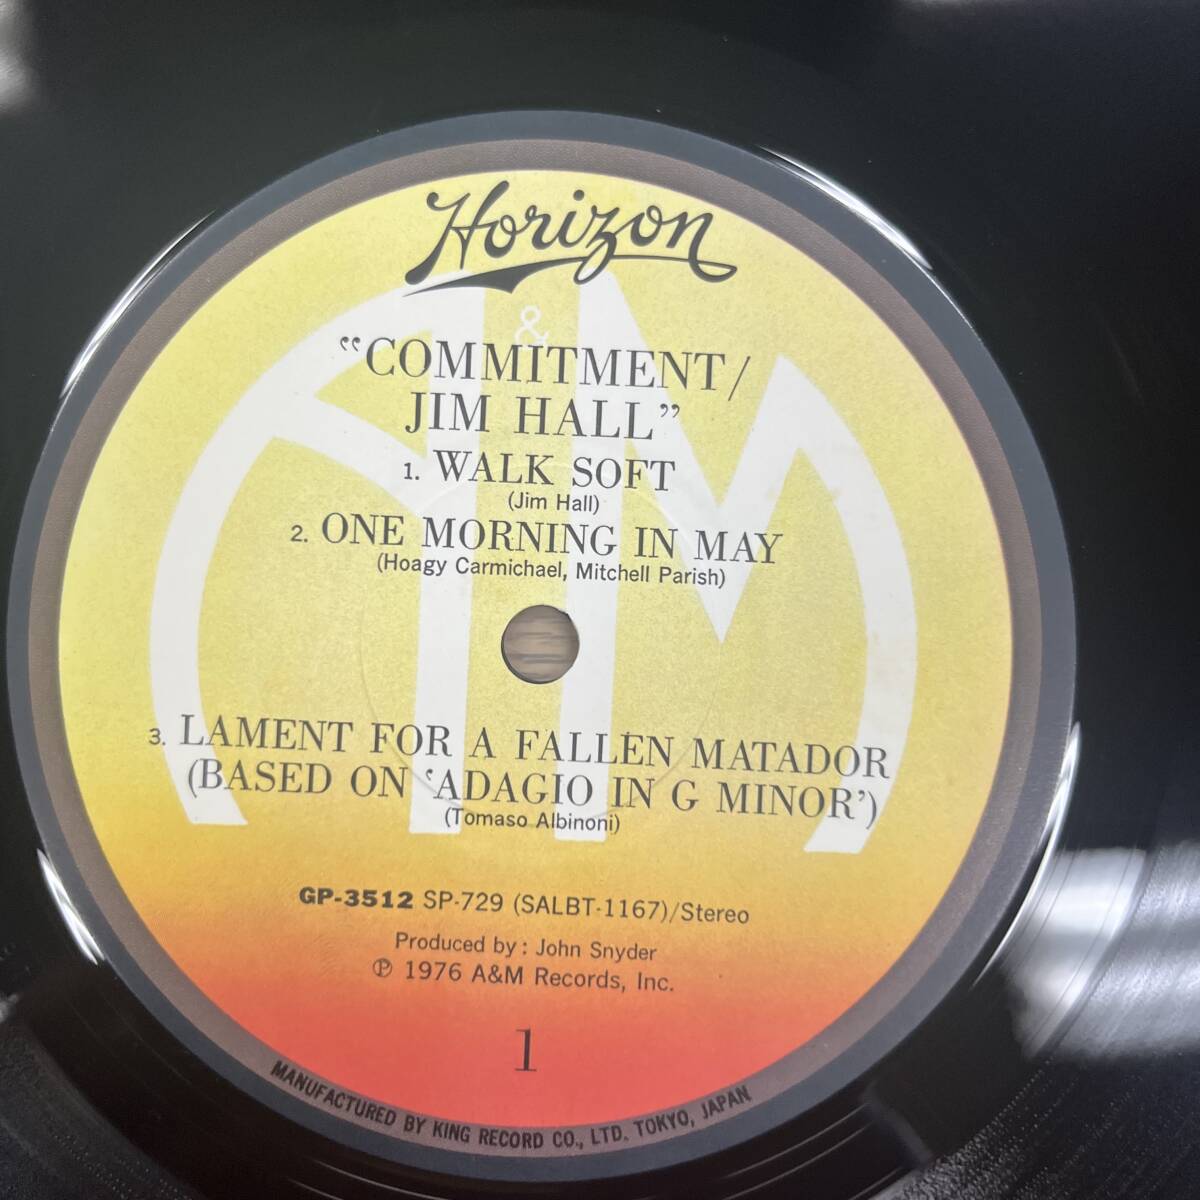 Horizon
&
“COMMITMENT/
JIM HALL”
1. WALK SOFT
(Jim Hall)
2. ONE MORNING IN MAY
(Hoagy Carmichael, Mitchell Parish)
3. LAMENT FOR A FALLEN MATADOR
(BASED ON ‘ADAGIO IN G MINOR’)
(Tomaso Albinoni)
GP-3512 SP-729 (SALBT-1167)/Stereo
Produced by: John Snyder
℗ 1976 A&M Records, Inc.
1
MANUFACTURED BY KING RECORD CO., LTD. TOKYO, JAPAN